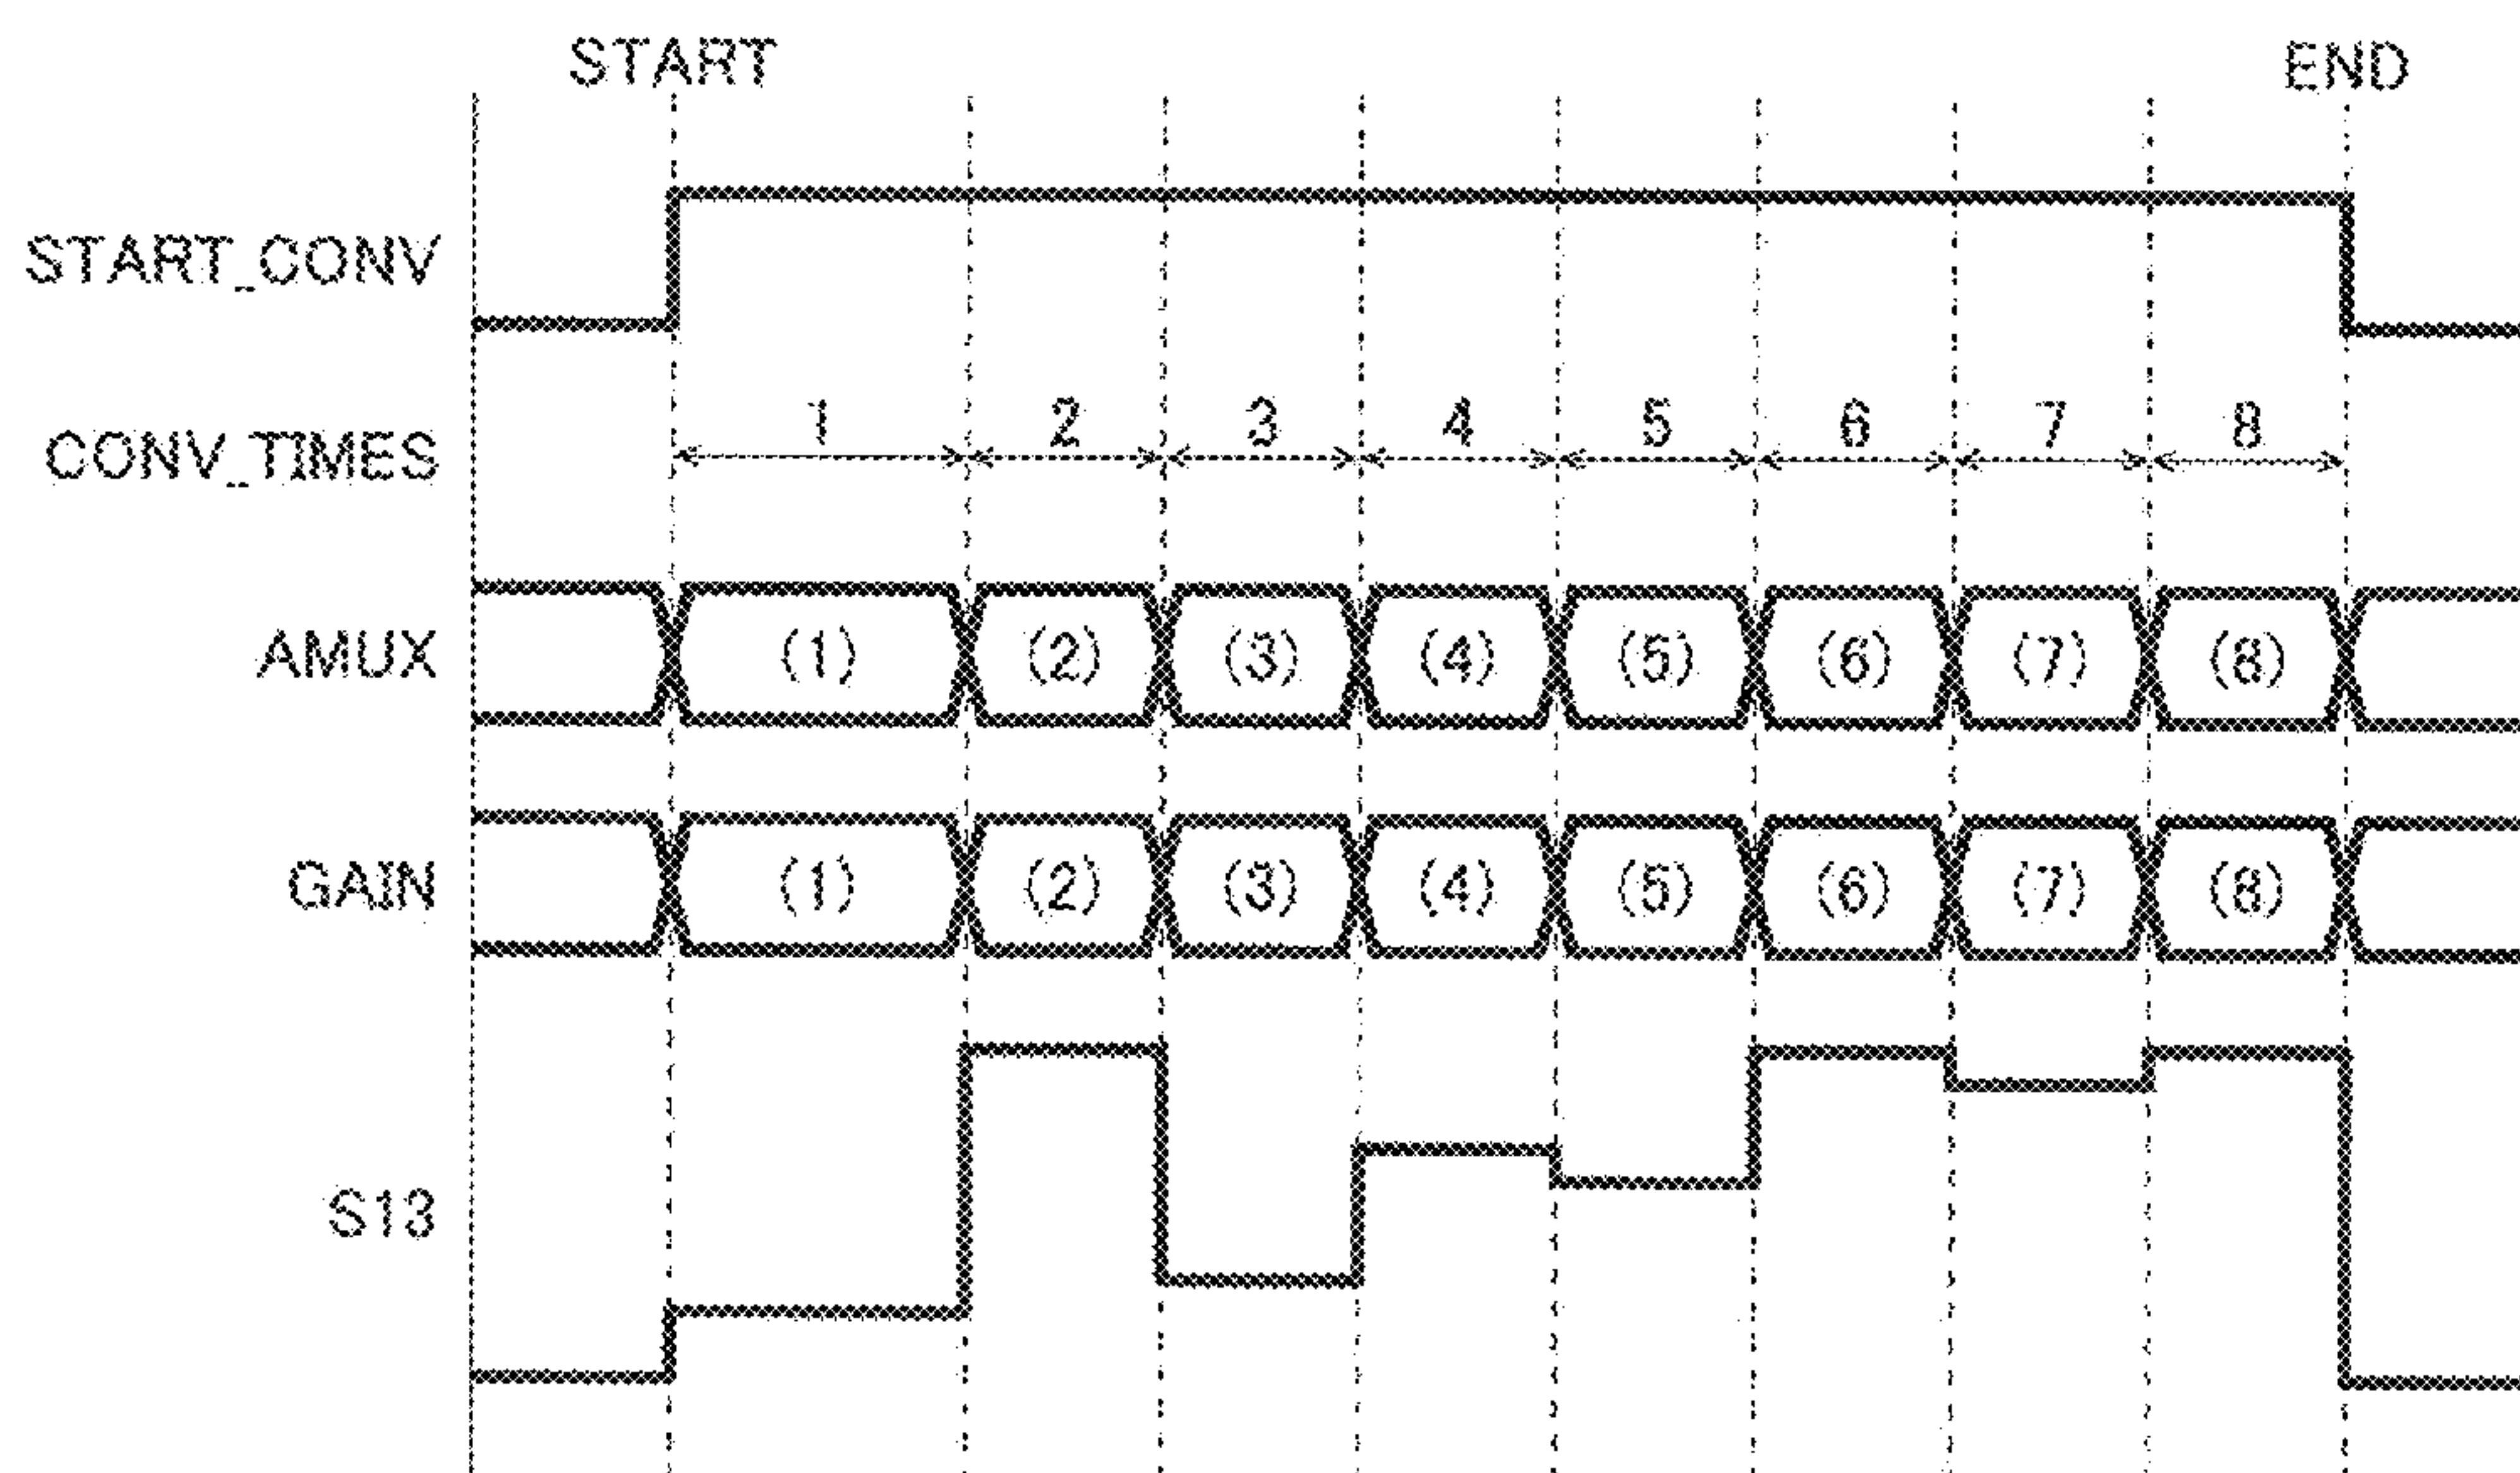 START END
START_CONV
CONV_TIMES 1 2 3 4 5 6 7 8
AMUX (1) (2) (3) (4) (5) (6) (7) (8)
GAIN (1) (2) (3) (4) (5) (6) (7) (8)
S13